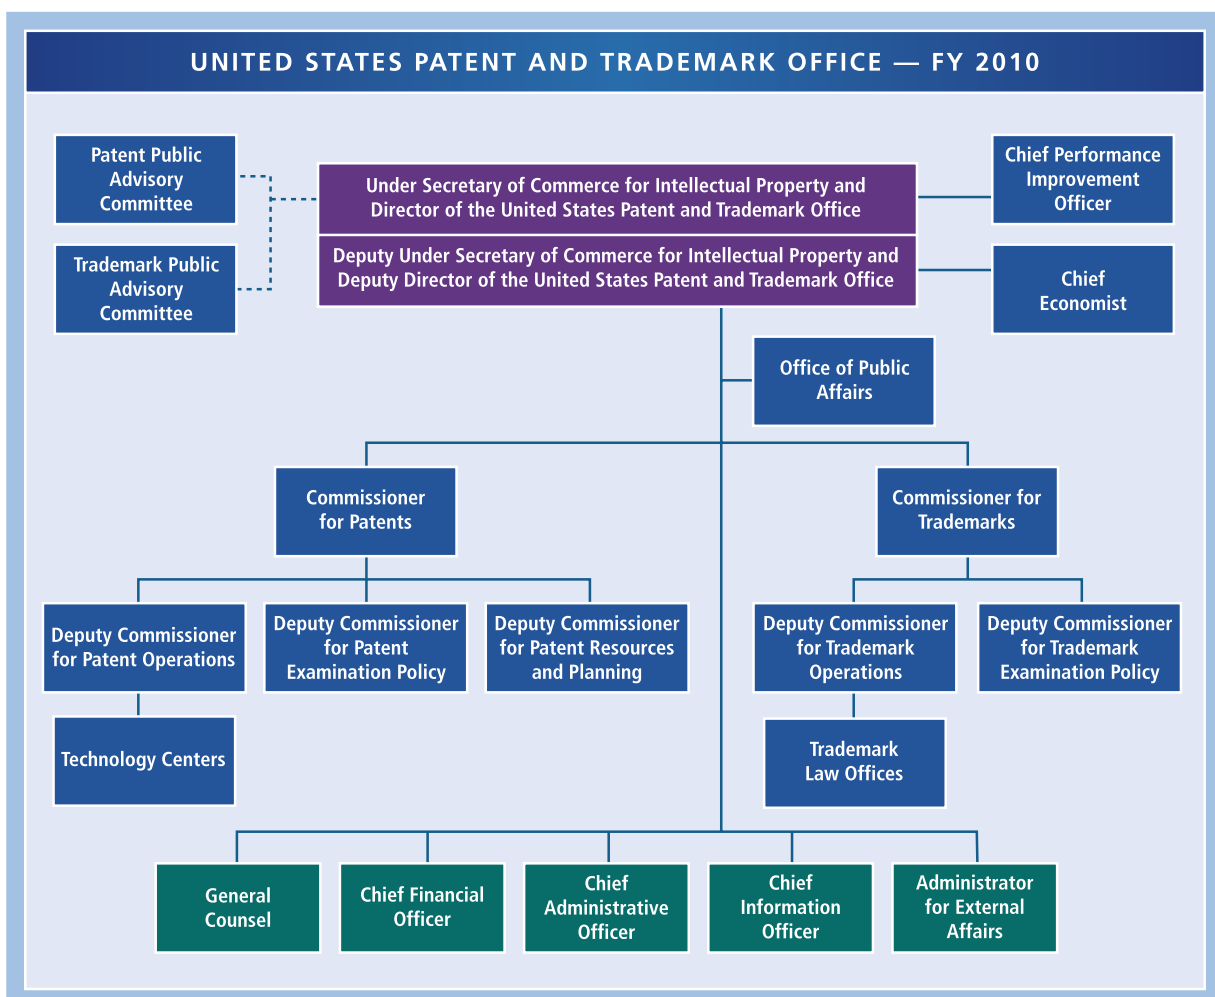 UNITED STATES PATENT AND TRADEMARK OFFICE — FY 2010
Patent Public
Advisory
Committee
Trademark Public
Advisory
Committee
Under Secretary of Commerce for Intellectual Property and
Director of the United States Patent and Trademark Office
Deputy Under Secretary of Commerce for Intellectual Property and
Deputy Director of the United States Patent and Trademark Office
Chief Performance
Improvement
Officer
Chief
Economist
Office of Public
Affairs
Commissioner
for Patents
Commissioner for
Trademarks
Deputy Commissioner
for Patent Operations
Deputy Commissioner
for Patent
Examination Policy
Deputy Commissioner
for Patent Resources
and Planning
Deputy Commissioner
for Trademark
Operations
Deputy Commissioner
for Trademark
Examination Policy
Technology Centers
Trademark
Law Offices
General
Counsel
Chief Financial
Officer
Chief
Administrative
Officer
Chief
Information
Officer
Administrator
for External
Affairs